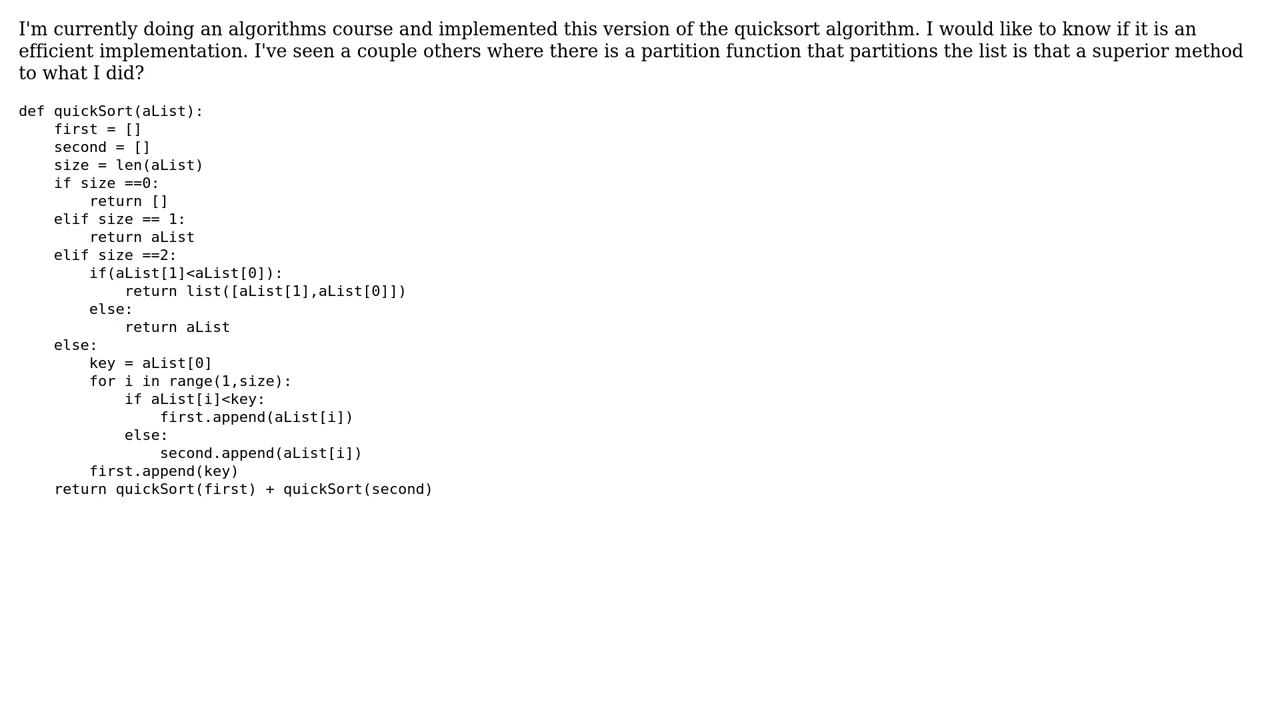 I'm currently doing an algorithms course and implemented this version of the quicksort algorithm. I would like to know if it is an
efficient implementation. I've seen a couple others where there is a partition function that partitions the list is that a superior method
to what I did?
def quickSort(aList):
    first = []
    second = []
    size = len(aList)
    if size ==0:
        return []
    elif size == 1:
        return aList
    elif size ==2:
        if(aList[1]<aList[0]):
            return list([aList[1],aList[0]])
        else:
            return aList
    else:
        key = aList[0]
        for i in range(1,size):
            if aList[i]<key:
                first.append(aList[i])
            else:
                second.append(aList[i])
        first.append(key)
    return quickSort(first) + quickSort(second)